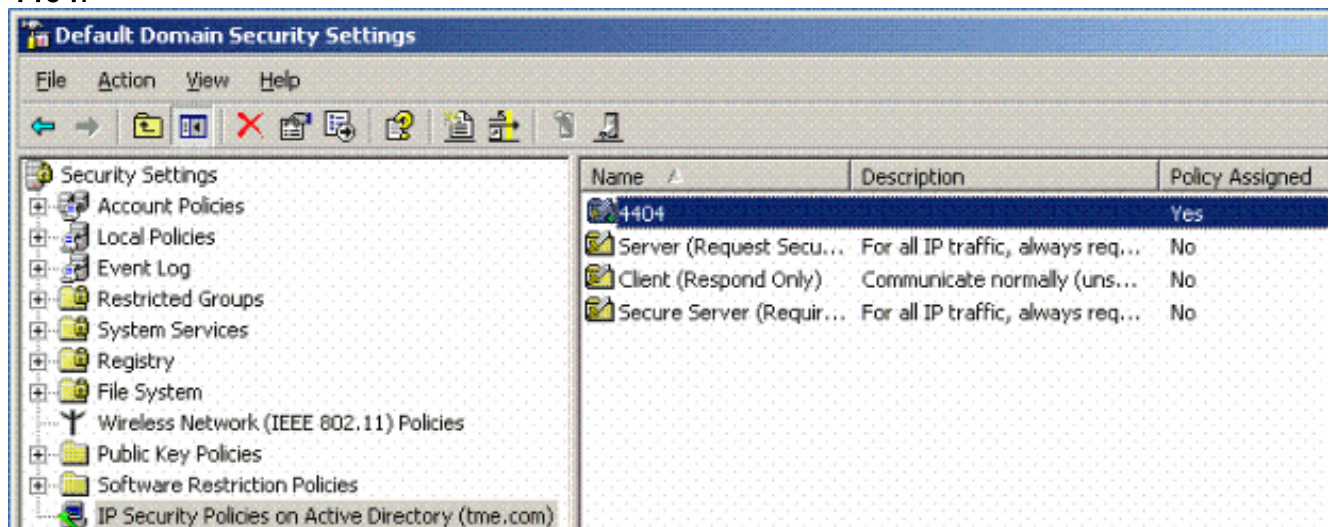 Default Domain Security Settings
File Action View Help
Security Settings
Account Policies
Local Policies
Event Log
Restricted Groups
System Services
Registry
File System
Wireless Network (IEEE 802.11) Policies
Public Key Policies
Software Restriction Policies
IP Security Policies on Active Directory (tme.com)
Name Description Policy Assigned
4404 Yes
Server (Request Secu... For all IP traffic, always req... No
Client (Respond Only) Communicate normally (uns... No
Secure Server (Requir... For all IP traffic, always req... No